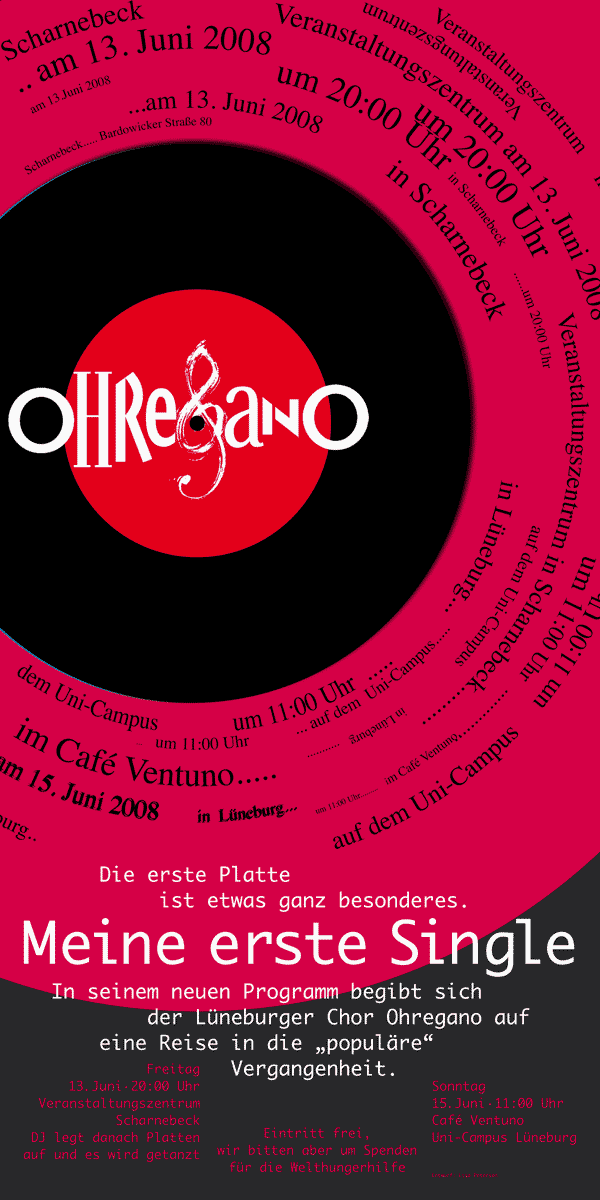 Scharnebeck
.. am 13. Juni 2008
am 13.Juni 2008
...am 13. Juni 2008
Scharnebeck..... Bardowicker Straße 80
Veranstaltungszentrum am 13. Juni 2008
Veranstaltungszentrum
Veranstaltungszentrum
um 20:00 Uhr
um 20:00 Uhr
in Scharnebeck
in Scharnebeck
......um 20:00 Uhr
Veranstaltungszentrum in Scharnebeck..........
OHReGANO
in Lüneburg...
auf dem Uni-Campus
um 11:00 Uhr
um 11:00 Uhr
dem Uni-Campus
um 11:00 Uhr ......
... auf dem Uni-Campus.....
um 11:00 Uhr
in Lüneburg
..........
im Café Ventuno.....
im Café Ventuno...............
am 15. Juni 2008
in Lüneburg...
um 11:00 Uhr.......
auf dem Uni-Campus
burg..
Die erste Platte
ist etwas ganz besonderes.
Meine erste Single
In seinem neuen Programm begibt sich
der Lüneburger Chor Ohregano auf
eine Reise in die „populäre“
Vergangenheit.
Freitag
13.Juni-20:00 Uhr
Veranstaltungszentrum
Scharnebeck
DJ legt danach Platten
auf und es wird getanzt
Eintritt frei,
wir bitten aber um Spenden
für die Welthungerhilfe
Sonntag
15.Juni-11:00 Uhr
Café Ventuno
Uni-Campus Lüneburg